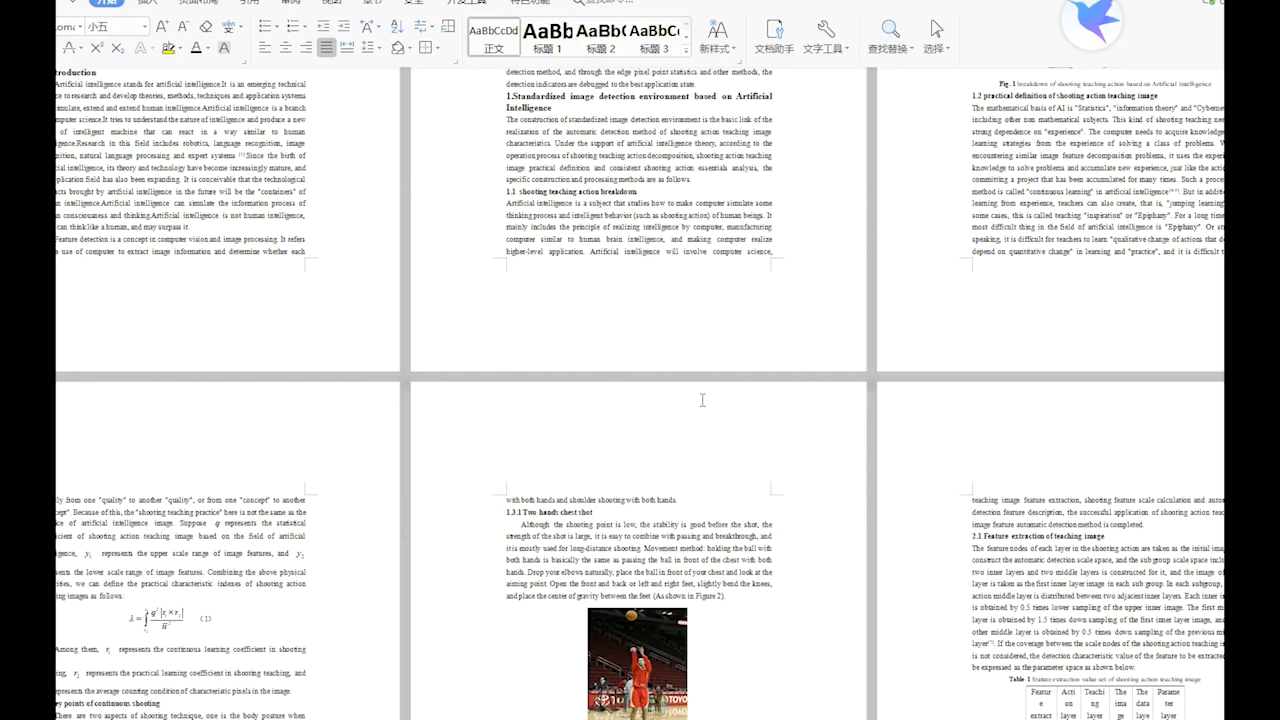 开始
小五
AaBbCcDd
AaBb
AaBb(
AaBbC(
正文
标题 1
标题 2
标题 3
新样式
文档助手
文字工具
查找替换
选择
troduction
Artificial intelligence stands for artificial intelligence.It is an emerging technical
ce to research and develop theories, methods, techniques and application systems
imulate, extend and extend human intelligence.Artificial intelligence is a branch
mputer science.It tries to understand the nature of intelligence and produce a new
of intelligent machine that can react in a way similar to human
igence.Research in this field includes robotics, language recognition, image
nition, natural language processing and expert systems [1].Since the birth of
ial intelligence, its theory and technology have become increasingly mature, and
plication field has also been expanding. It is conceivable that the technological
cts brought by artificial intelligence in the future will be the "containers" of
n intelligence.Artificial intelligence can simulate the information process of
consciousness and thinking.Artificial intelligence is not human intelligence,
can think like a human, and may surpass it.
Feature detection is a concept in computer vision and image processing. It refers
e use of computer to extract image information and determine whether each
detection method, and through the edge pixel point statistics and other methods, the
detection indicators are debugged to the best application state.
1.Standardized image detection environment based on Artificial
Intelligence
The construction of standardized image detection environment is the basic link of the
realization of the automatic detection method of shooting action teaching image
characteristics. Under the support of artificial intelligence theory, according to the
operation process of shooting teaching action decomposition, shooting action teaching
image practical definition and consistent shooting action essentials analysis, the
specific construction and processing methods are as follows.
1.1 shooting teaching action breakdown
Artificial intelligence is a subject that studies how to make computer simulate some
thinking process and intelligent behavior (such as shooting action) of human beings. It
mainly includes the principle of realizing intelligence by computer, manufacturing
computer similar to human brain intelligence, and making computer realize
higher-level application. Artificial intelligence will involve computer science,
Fig. 1 breakdown of shooting teaching action based on Artificial Intelligence
1.2 practical definition of shooting action teaching image
The mathematical basis of AI is "Statistics", "information theory" and "Cyberne
including other non mathematical subjects. This kind of shooting teaching
strong dependence on "experience". The computer needs to acquire knowledge
learning strategies from the experience of solving a class of problems. W
encountering similar image feature decomposition problems, it uses the experi
knowledge to solve problems and accumulate new experience, just like the actio
committing a project that has been accumulated for many times. Such a proce
method is called "continuous learning" in artificial intelligence. But in additio
learning from experience, teachers can also create, that is, "jumping learning
some cases, this is called teaching "inspiration" or "Epiphany". For a long time
most difficult thing in the field of artificial intelligence is "Epiphany". Or str
speaking, it is difficult for teachers to learn "qualitative change of actions that do
depend on quantitative change" in learning and "practice", and it is difficult t
ly from one "quality" to another "quality", or from one "concept" to another
cept". Because of this, the "shooting teaching practice" here is not the same as the
ice of artificial intelligence image. Suppose q represents the statistical
icient of shooting action teaching image based on the field of artificial
igence, y1 represents the upper scale range of image features, and y2
sents the lower scale range of image features. Combining the above physical
ities, we can define the practical characteristic indexes of shooting action
ing images as follows:
(1)
Among them, r1 represents the continuous learning coefficient in shooting
ing, r2 represents the practical learning coefficient in shooting teaching, and
epresents the average counting condition of characteristic pixels in the image.
ey points of continuous shooting
There are two aspects of shooting technique, one is the body posture when
with both hands and shoulder shooting with both hands.
1.3.1 Two hands chest shot
Although the shooting point is low, the stability is good before the shot, the
strength of the shot is large, it is easy to combine with passing and breakthrough, and
it is mostly used for long-distance shooting. Movement method: holding the ball with
both hands is basically the same as passing the ball in front of the chest with both
hands. Drop your elbows naturally, place the ball in front of your chest and look at the
aiming point. Open the front and back or left and right feet, slightly bend the knees,
and place the center of gravity between the feet (As shown in Figure 2).
TOYO
teaching image feature extraction, shooting feature scale calculation and auto
detection feature description, the successful application of shooting action teac
image feature automatic detection method is completed.
2.1 Feature extraction of teaching image
The feature nodes of each layer in the shooting action are taken as the initial ima
construct the automatic detection scale space, and the subgroup scale space inclu
two inner layers and two middle layers is constructed for it, and the image of
layer is taken as the first inner layer image in each sub group. In each subgroup,
action middle layer is distributed between two adjacent inner layers. Each inner i
is obtained by 0.5 times lower sampling of the upper inner image. The first m
layer is obtained by 1.5 times down sampling of the first inner layer image, and
other middle layer is obtained by 0.5 times down sampling of the previous mi
layer. If the coverage between the scale nodes of the shooting action teaching in
is not considered, the detection characteristic value of the feature to be extracted
be expressed as the parameter space as shown below.
Table 1 feature extraction value set of shooting action teaching image
Featur Acti Teachi The The Parame
e on ng ima data ter
extract layer layer ge laye layer